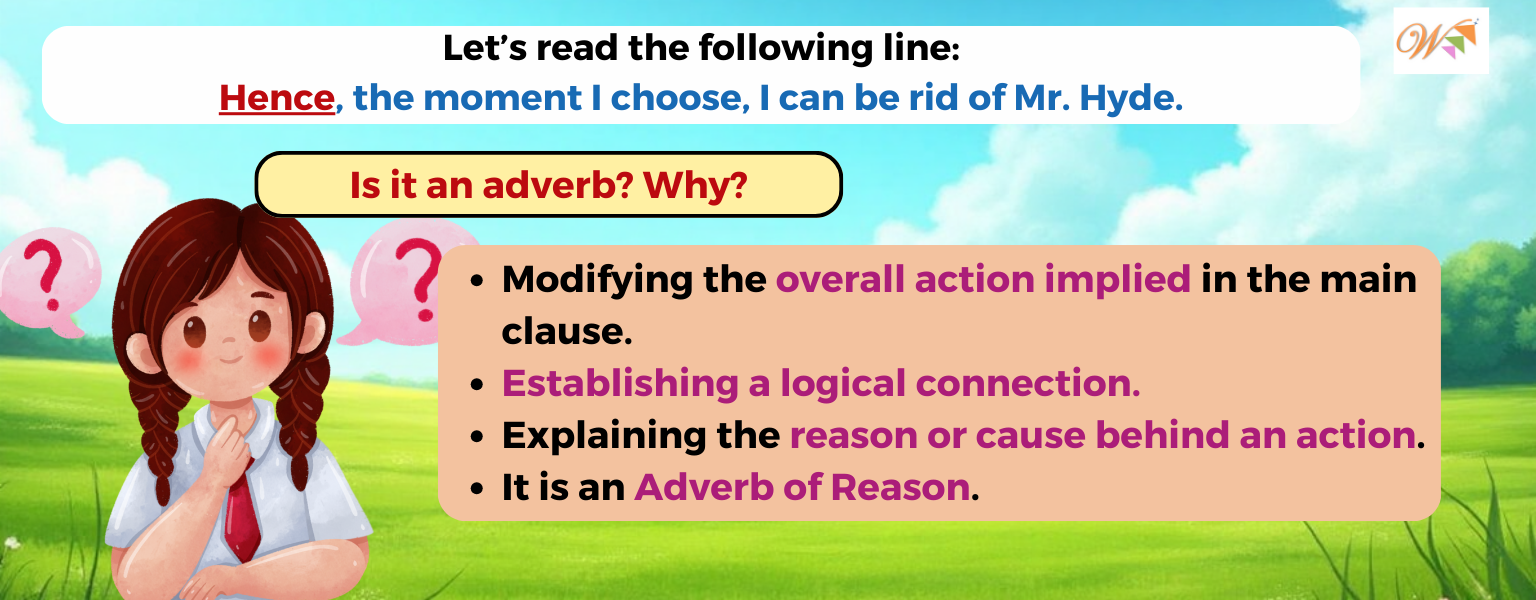 Let's read the following line:
Hence, the moment I choose, I can be rid of Mr. Hyde.
W
Is it an adverb? Why?
? ?
• Modifying the overall action implied in the main
clause.
• Establishing a logical connection.
• Explaining the reason or cause behind an action.
• It is an Adverb of Reason.